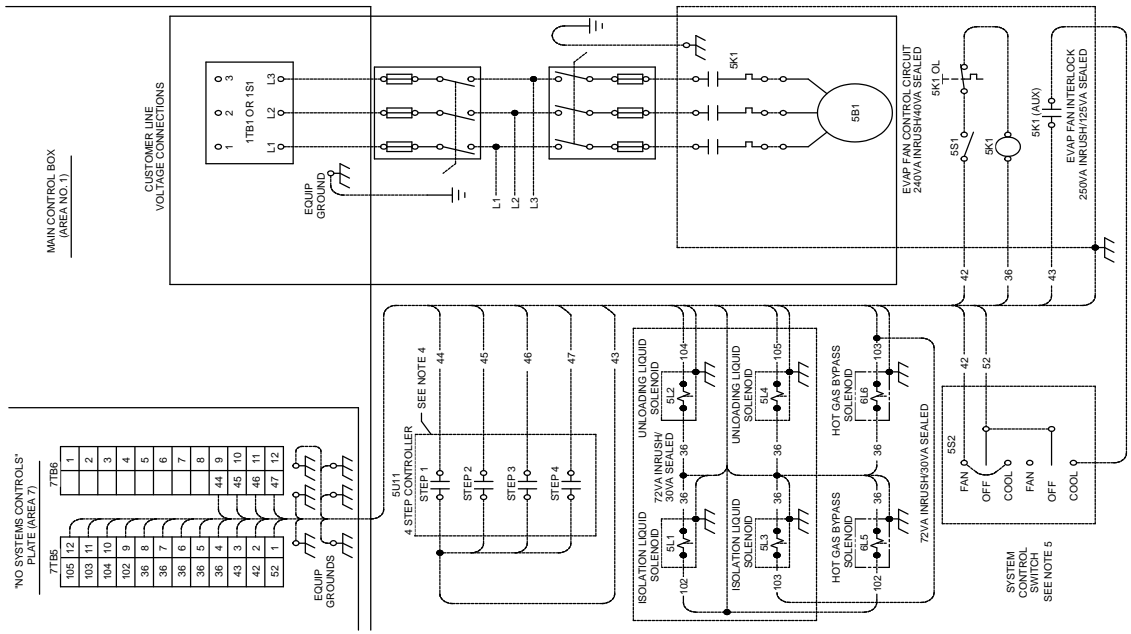 MAIN CONTROL BOX
(AREA NO. 1)
CUSTOMER LINE
VOLTAGE CONNECTIONS
1 2 3
1TB1 OR 1S1
L1 L2 L3
EQUIP
GROUND
L1
L2
L3
5K1
5B1
EVAP FAN CONTROL CIRCUIT
240VA INRUSH/40VA SEALED
5K1 OL
5S1
5K1
5K1 (AUX)
EVAP FAN INTERLOCK
250VA INRUSH/125VA SEALED
42
36
43
"NO SYSTEMS CONTROLS"
PLATE (AREA 7)
7TB5
105 12
103 11
104 10
102 9
36 8
36 7
36 6
36 5
36 4
43 3
42 2
52 1
7TB6
1
2
3
4
5
6
7
8
44 9
45 10
46 11
47 12
EQUIP
GROUNDS
5U11
4 STEP CONTROLLER
SEE NOTE 4
STEP 1
STEP 2
STEP 3
STEP 4
44
45
46
47
43
ISOLATION LIQUID
SOLENOID
5L1
102
36
72VA INRUSH/
30VA SEALED
UNLOADING LIQUID
SOLENOID
5L2
36
104
ISOLATION LIQUID
SOLENOID
5L3
103
36
UNLOADING LIQUID
SOLENOID
5L4
36
105
HOT GAS BYPASS
SOLENOID
6L5
102
36
HOT GAS BYPASS
SOLENOID
6L6
36
103
72VA INRUSH/30VA SEALED
42
52
5S2
FAN
OFF
COOL
FAN
OFF
COOL
SYSTEM
CONTROL
SWITCH
SEE NOTE 5